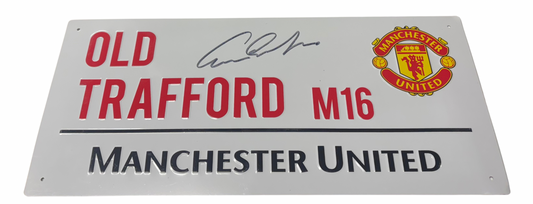 OLD
TRAFFORD M16
MANCHESTER UNITED
MANCHESTER
UNITED